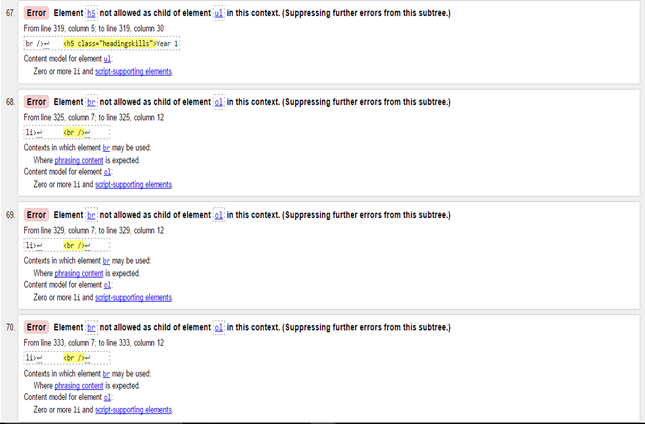 67. Error Element h5 not allowed as child of element ul in this context. (Suppressing further errors from this subtree.)
From line 319, column 5; to line 319, column 30
br />↩ <h5 class="headingskills">Year 1
Content model for element ul:
Zero or more li and script-supporting elements.
68. Error Element br not allowed as child of element ol in this context. (Suppressing further errors from this subtree.)
From line 325, column 7; to line 325, column 12
li>↩ <br />↩
Contexts in which element br may be used:
Where phrasing content is expected.
Content model for element ol:
Zero or more li and script-supporting elements.
69. Error Element br not allowed as child of element ol in this context. (Suppressing further errors from this subtree.)
From line 329, column 7; to line 329, column 12
li>↩ <br />↩
Contexts in which element br may be used:
Where phrasing content is expected.
Content model for element ol:
Zero or more li and script-supporting elements.
70. Error Element br not allowed as child of element ol in this context. (Suppressing further errors from this subtree.)
From line 333, column 7; to line 333, column 12
li>↩ <br />↩
Contexts in which element br may be used:
Where phrasing content is expected.
Content model for element ol:
Zero or more li and script-supporting elements.